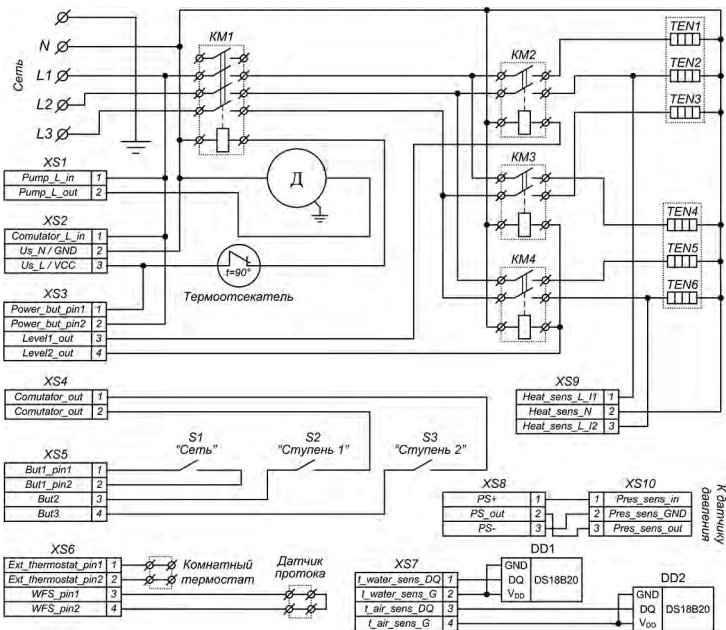 Сеть
N
L1
L2
L3
KM1
KM2
KM3
KM4
TEN1
TEN2
TEN3
TEN4
TEN5
TEN6
Д
t=90°
Термоотсекатель
XS1
Pump_L_in 1
Pump_L_out 2
XS2
Comutator_L_in 1
Us_N / GND 2
Us_L / VCC 3
XS3
Power_but_pin1 1
Power_but_pin2 2
Level1_out 3
Level2_out 4
XS4
Comutator_out 1
Comutator_out 2
XS5
But1_pin1 1
But1_pin2 2
But2 3
But3 4
S1
"Сеть"
S2
"Ступень 1"
S3
"Ступень 2"
XS9
Heat_sens_L_I1 1
Heat_sens_N 2
Heat_sens_L_I2 3
XS8
PS+ 1
PS_out 2
PS- 3
XS10
1 Pres_sens_in
2 Pres_sens_GND
3 Pres_sens_out
К датчику
давления
XS6
Ext_thermostat_pin1 1
Ext_thermostat_pin2 2
WFS_pin1 3
WFS_pin2 4
Комнатный
термостат
Датчик
протока
XS7
t_water_sens_DQ 1
t_water_sens_G 2
t_air_sens_DQ 3
t_air_sens_G 4
DD1
GND
DQ DS18B20
VDD
DD2
GND
DQ DS18B20
VDD